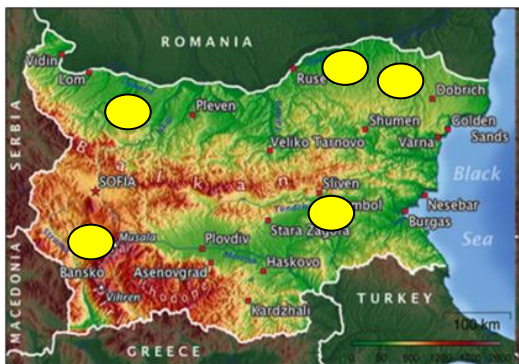 ROMANIA
Vidin
Lom
Ruse
Dobrich
Pleven
Shumen
Golden
Sands
Varna
Veliko Tarnovo
SERBIA
Balkan
SOFIA
Sliven
Black
Sea
Nesebar
Burgas
Stara Zagora
Plovdiv
Musala
Bansko
Asenovgrad
Haskovo
Vihren
Kardzhali
MACEDONIA
TURKEY
GREECE
100 km